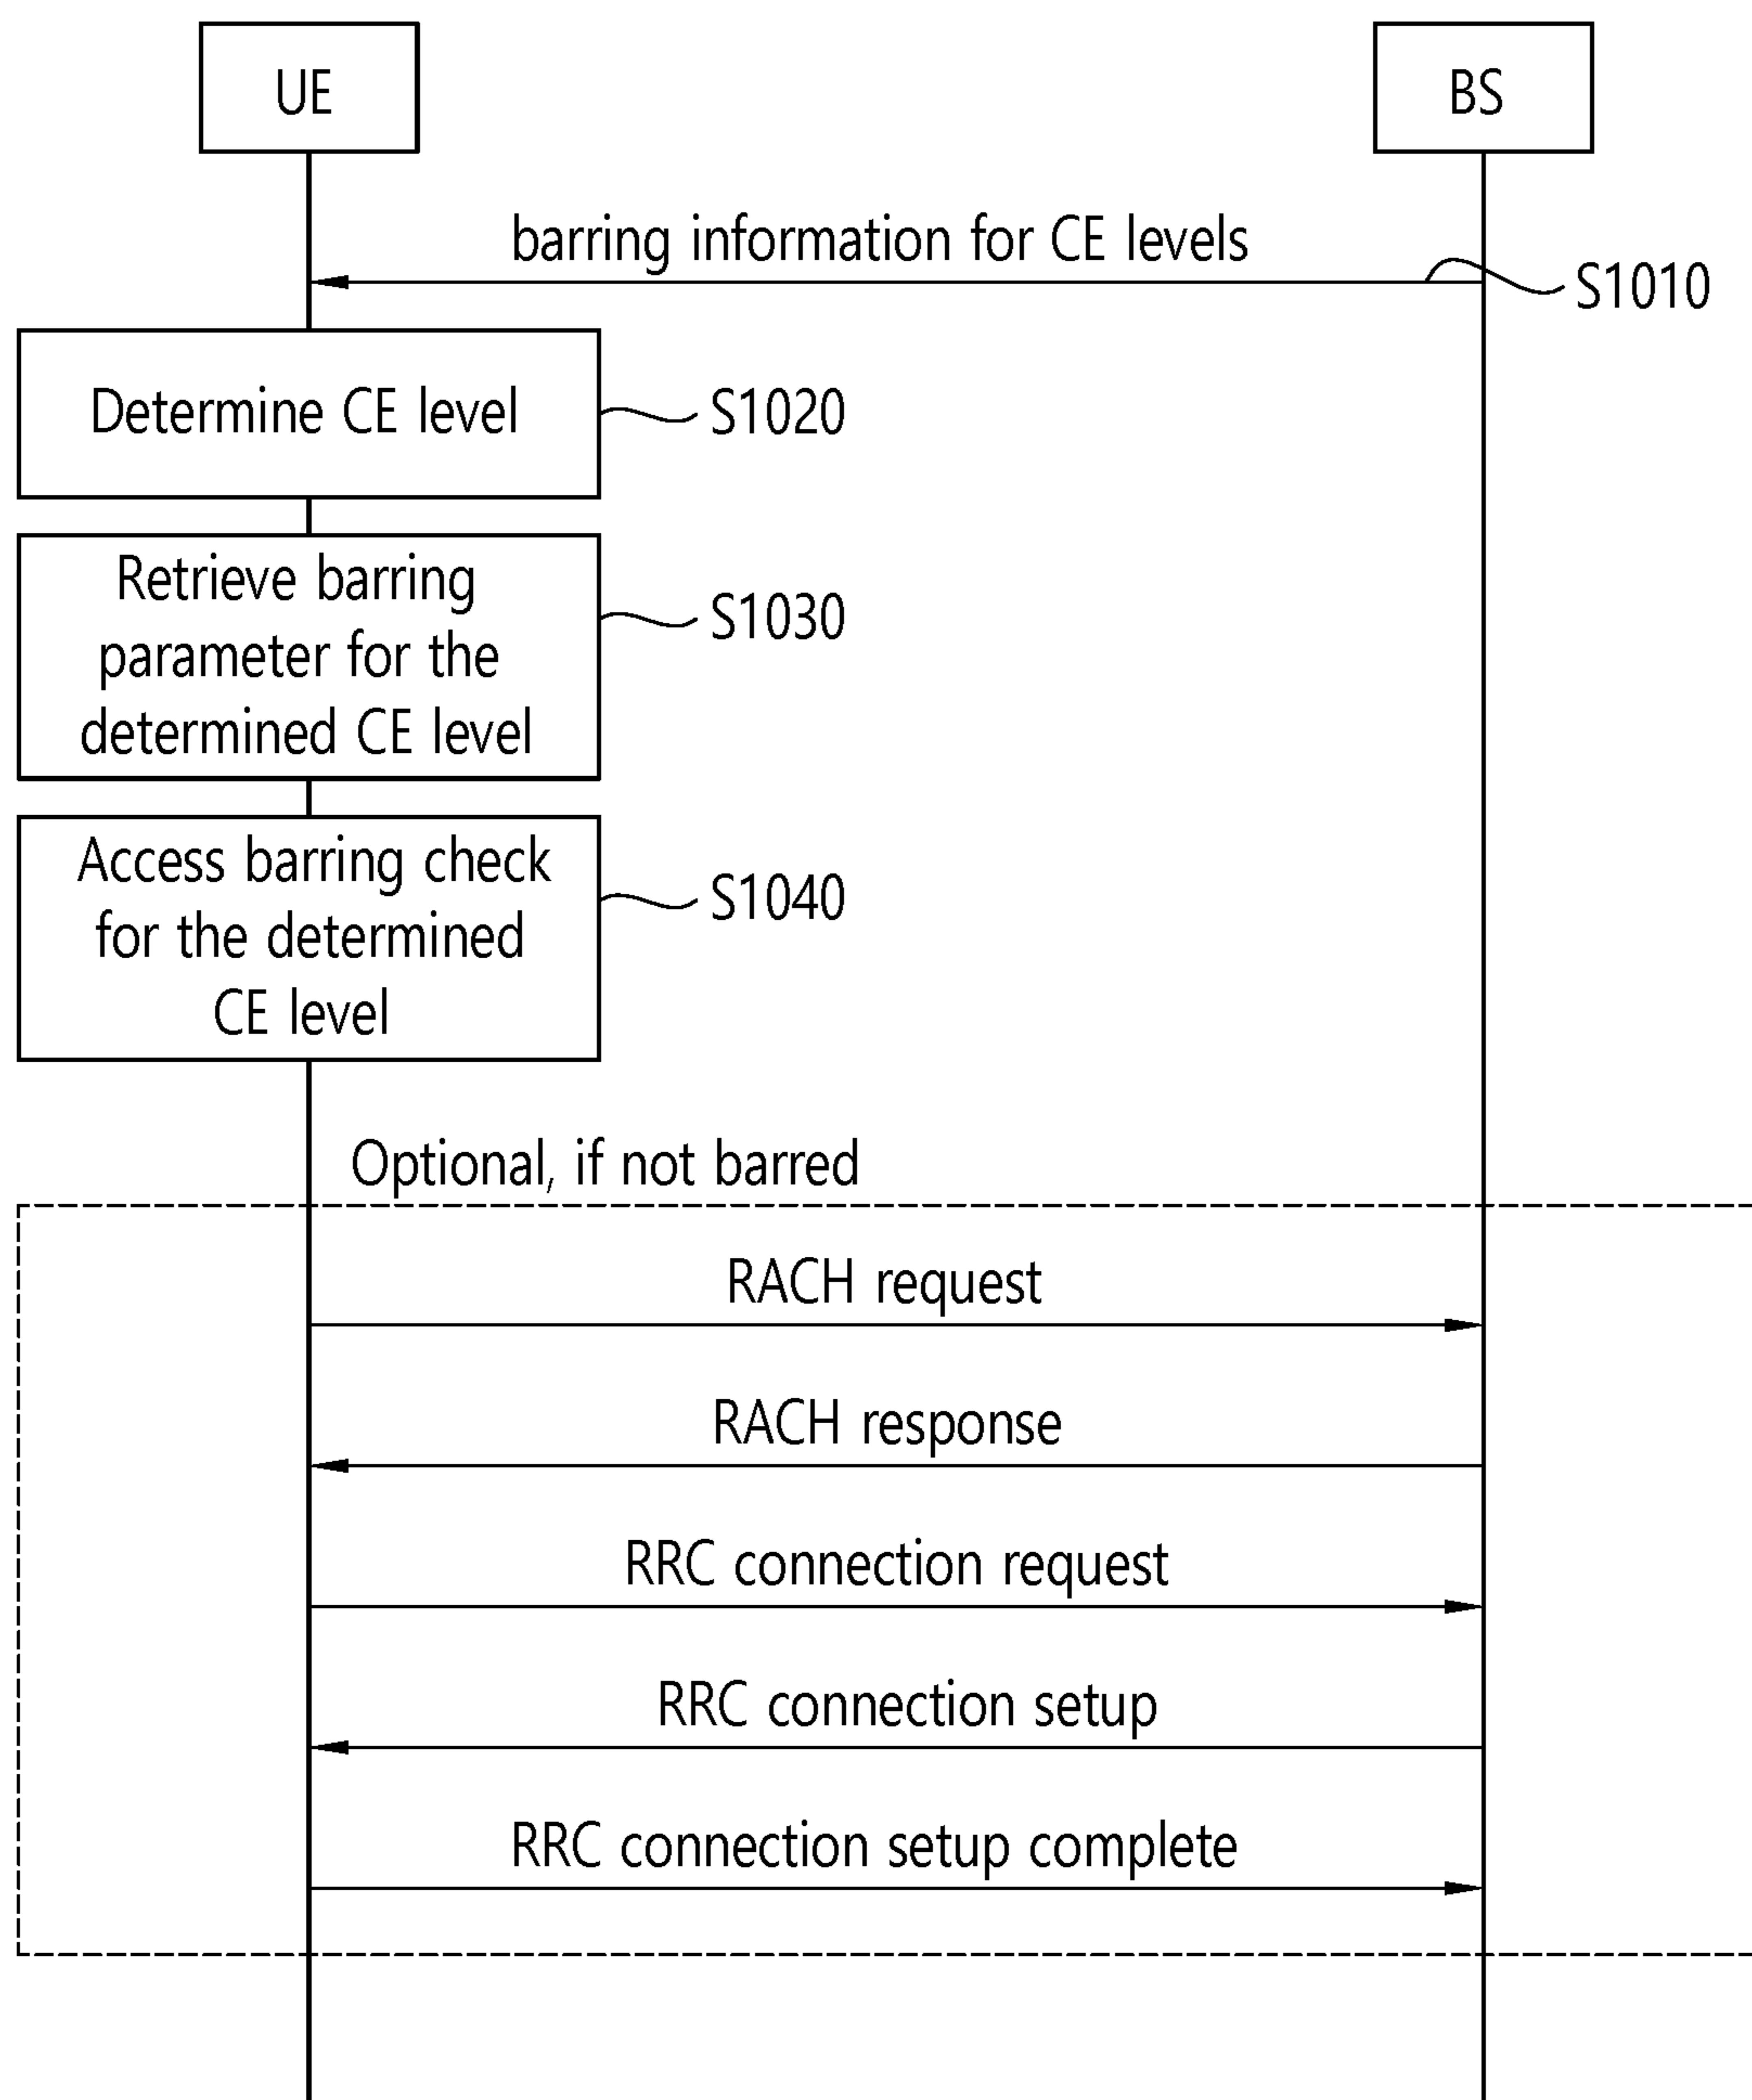 UE
BS
barring information for CE levels
S1010
Determine CE level
S1020
Retrieve barring
parameter for the
determined CE level
S1030
Access barring check
for the determined
CE level
S1040
Optional, if not barred
RACH request
RACH response
RRC connection request
RRC connection setup
RRC connection setup complete